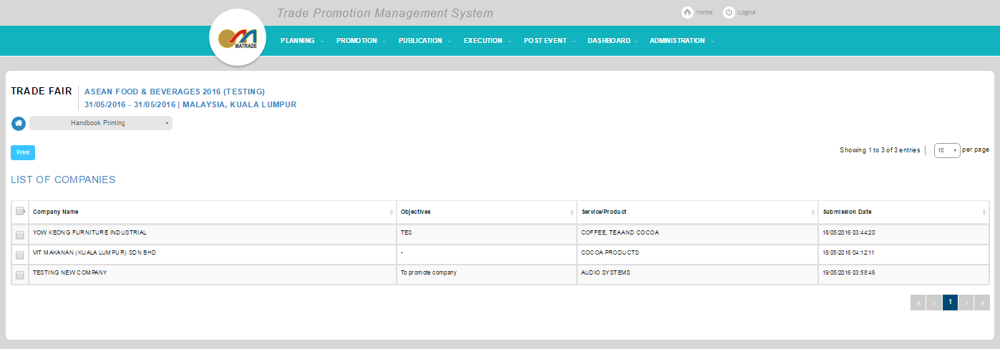 Trade Promotion Management System
Home
Logout
MATRADE
PLANNING
PROMOTION
PUBLICATION
EXECUTION
POST EVENT
DASHBOARD
ADMINISTRATION
TRADE FAIR
ASEAN FOOD & BEVERAGES 2016 (TESTING)
31/05/2016 - 31/05/2016 | MALAYSIA, KUALA LUMPUR
Handbook Printing
Print
Showing 1 to 3 of 3 entries
10
per page
LIST OF COMPANIES
Company Name Objectives Service/Product Submission Date
YOW KEONG FURNITURE INDUSTRIAL TES COFFEE, TEA AND COCOA 18/05/2016 03:44:20
VIT MAKANAN (KUALA LUMPUR) SDN BHD - COCOA PRODUCTS 18/05/2016 04:12:11
TESTING NEW COMPANY To promote company AUDIO SYSTEMS 19/05/2016 03:58:46
« ‹ 1 › »